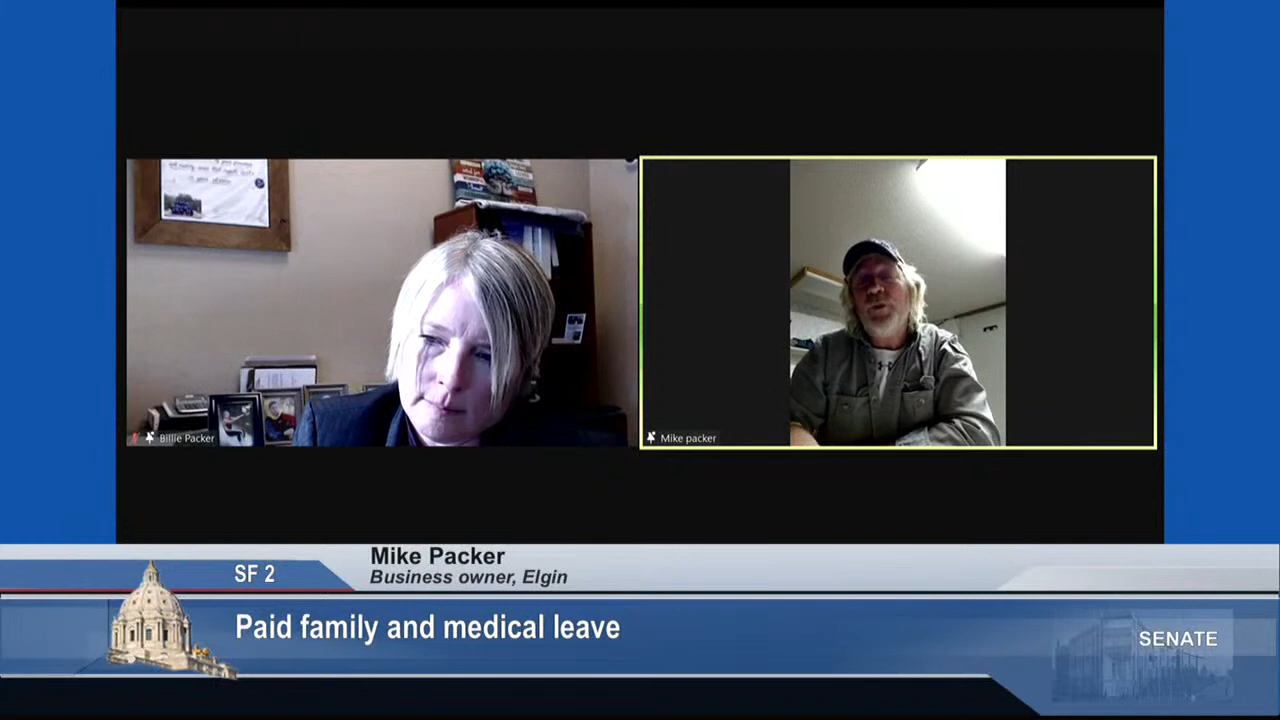 Billie Packer
Mike packer
Mike Packer
Business owner, Elgin
SF 2
Paid family and medical leave
SENATE